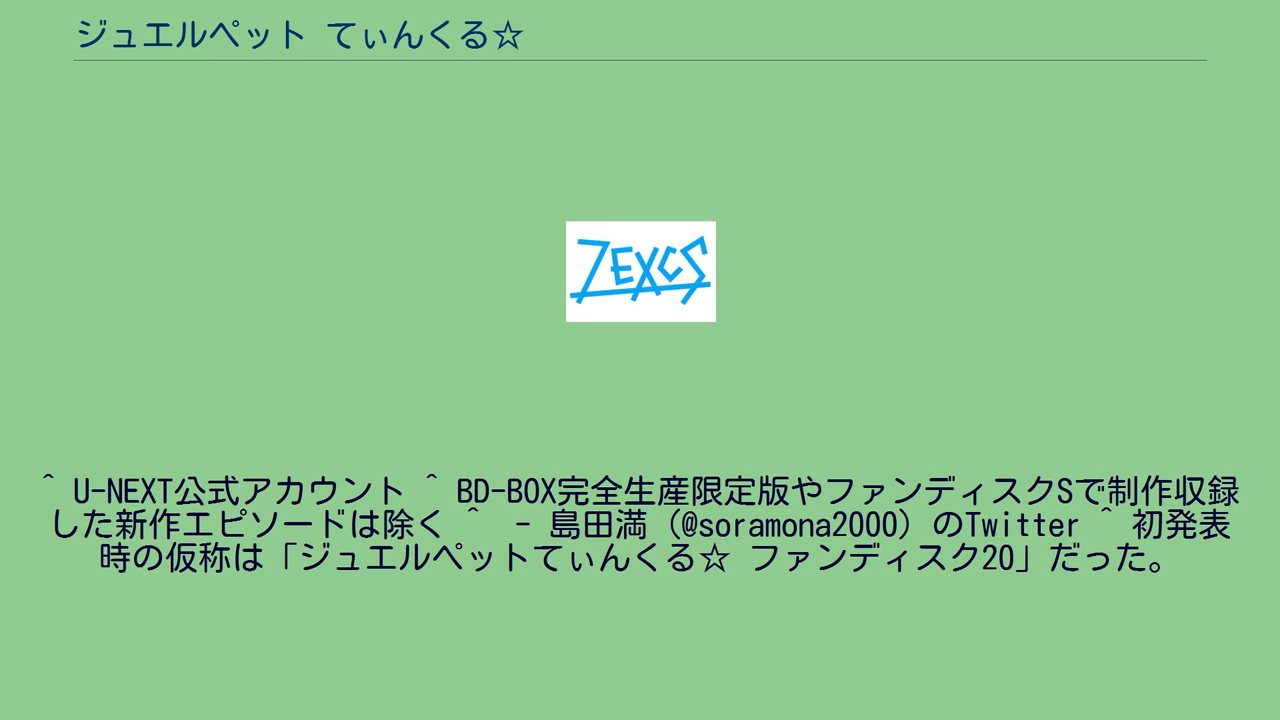 ジュエルペット てぃんくる☆
ZEXCS
^ U-NEXT公式アカウント ^ BD-BOX完全生産限定版やファンディスクSで制作収録
した新作エピソードは除く ^ - 島田満（@soramona2000）のTwitter ^ 初発表
時の仮称は「ジュエルペットてぃんくる☆ ファンディスク20」だった。